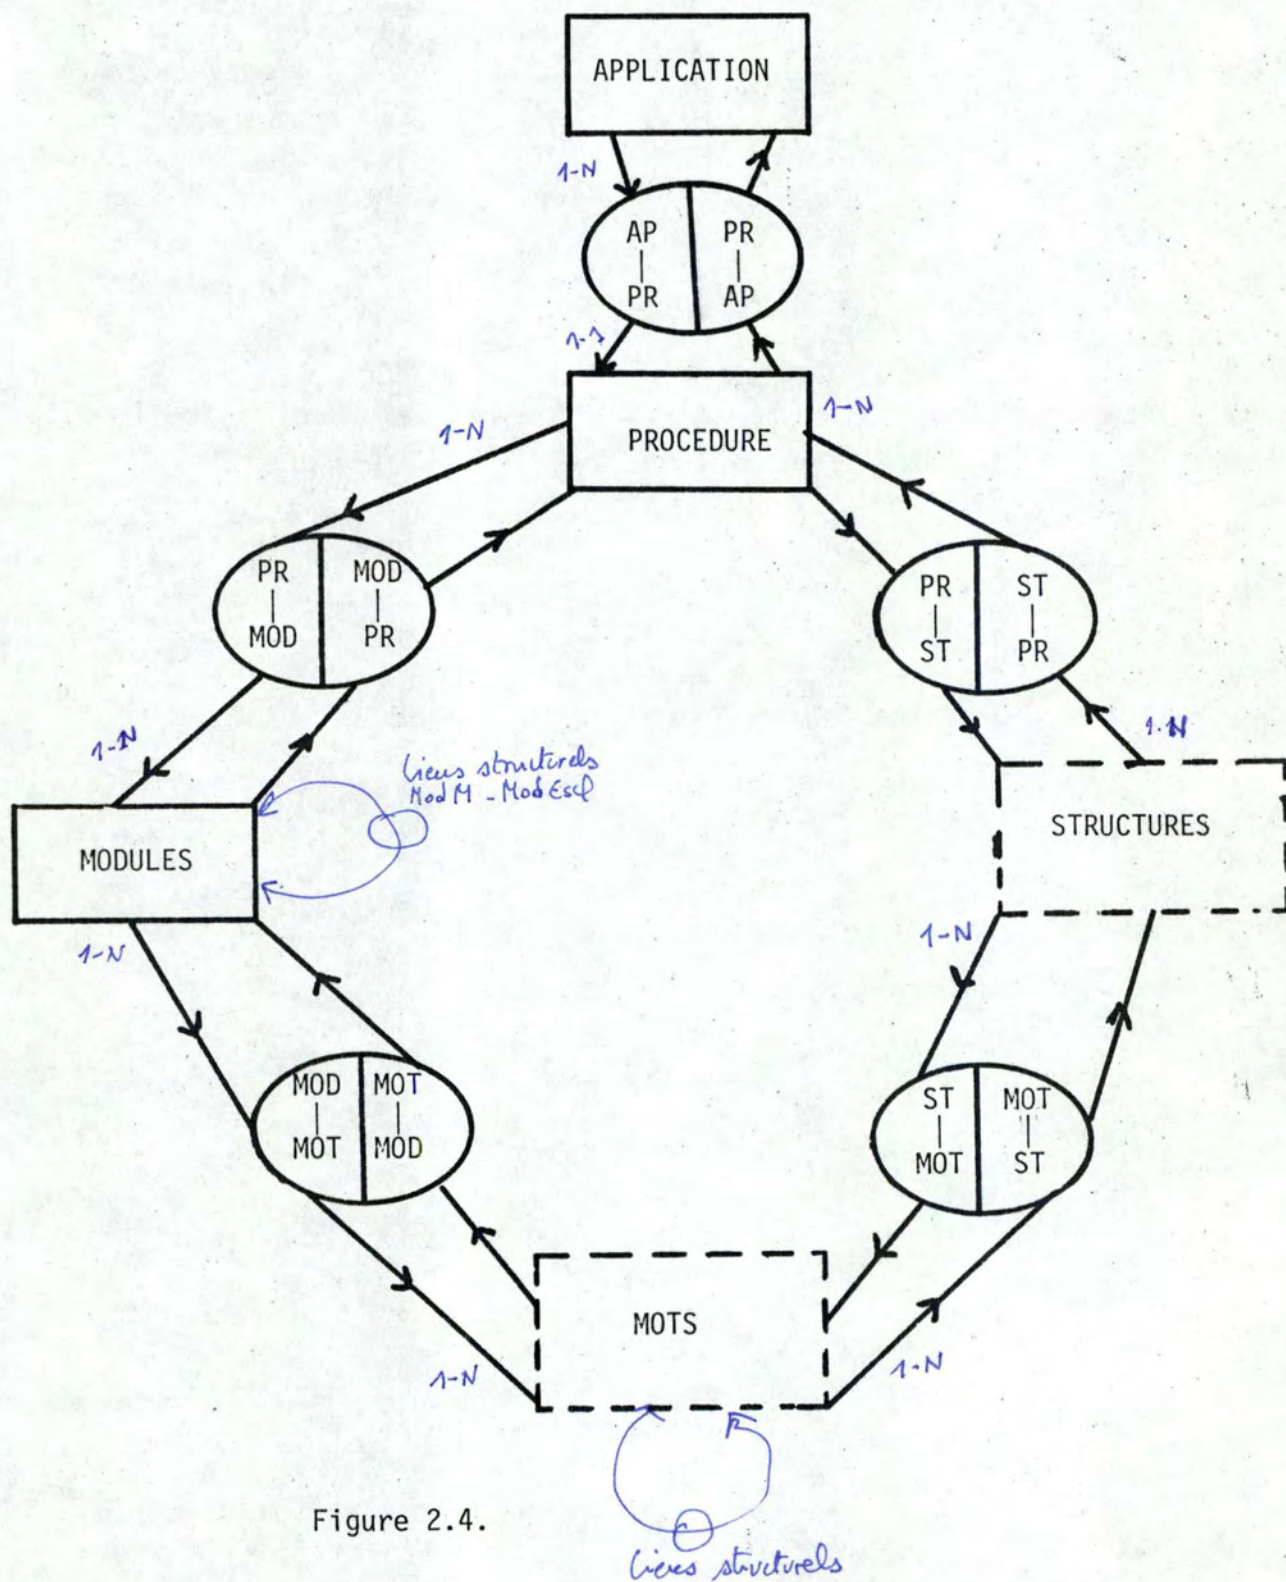 APPLICATION
1-N
AP | PR
PR | AP
1-1
PROCEDURE
1-N
1-N
PR | MOD
MOD | PR
PR | ST
ST | PR
1-N
1-N
liens structurels
Mod M - Mod Escl
MODULES
STRUCTURES
1-N
1-N
MOD | MOT
MOT | MOD
ST | MOT
MOT | ST
MOTS
1-N
1-N
Figure 2.4.
liens structurels